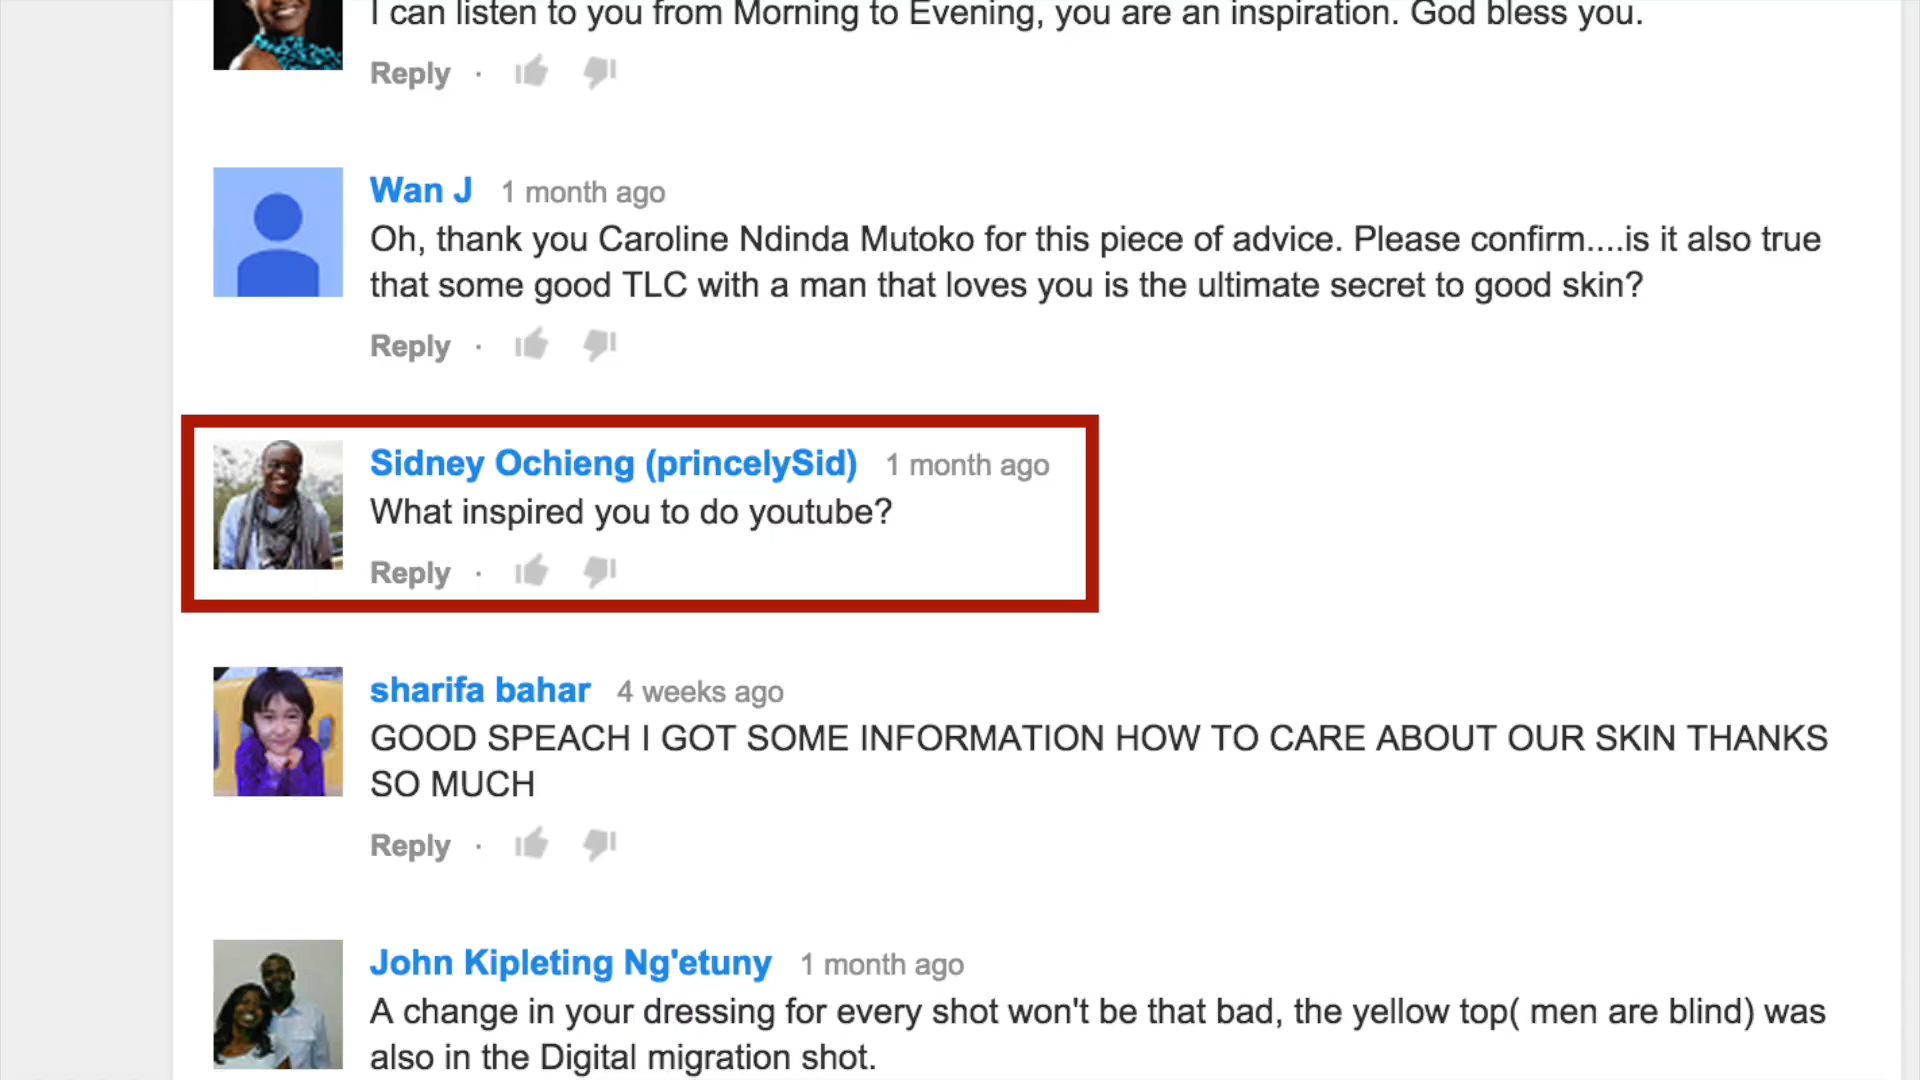 I can listen to you from Morning to Evening, you are an inspiration. God bless you.
Reply ·
Wan J 1 month ago
Oh, thank you Caroline Ndinda Mutoko for this piece of advice. Please confirm....is it also true
that some good TLC with a man that loves you is the ultimate secret to good skin?
Reply ·
Sidney Ochieng (princelySid) 1 month ago
What inspired you to do youtube?
Reply ·
sharifa bahar 4 weeks ago
GOOD SPEACH I GOT SOME INFORMATION HOW TO CARE ABOUT OUR SKIN THANKS
SO MUCH
Reply ·
John Kipleting Ng'etuny 1 month ago
A change in your dressing for every shot won't be that bad, the yellow top( men are blind) was
also in the Digital migration shot.